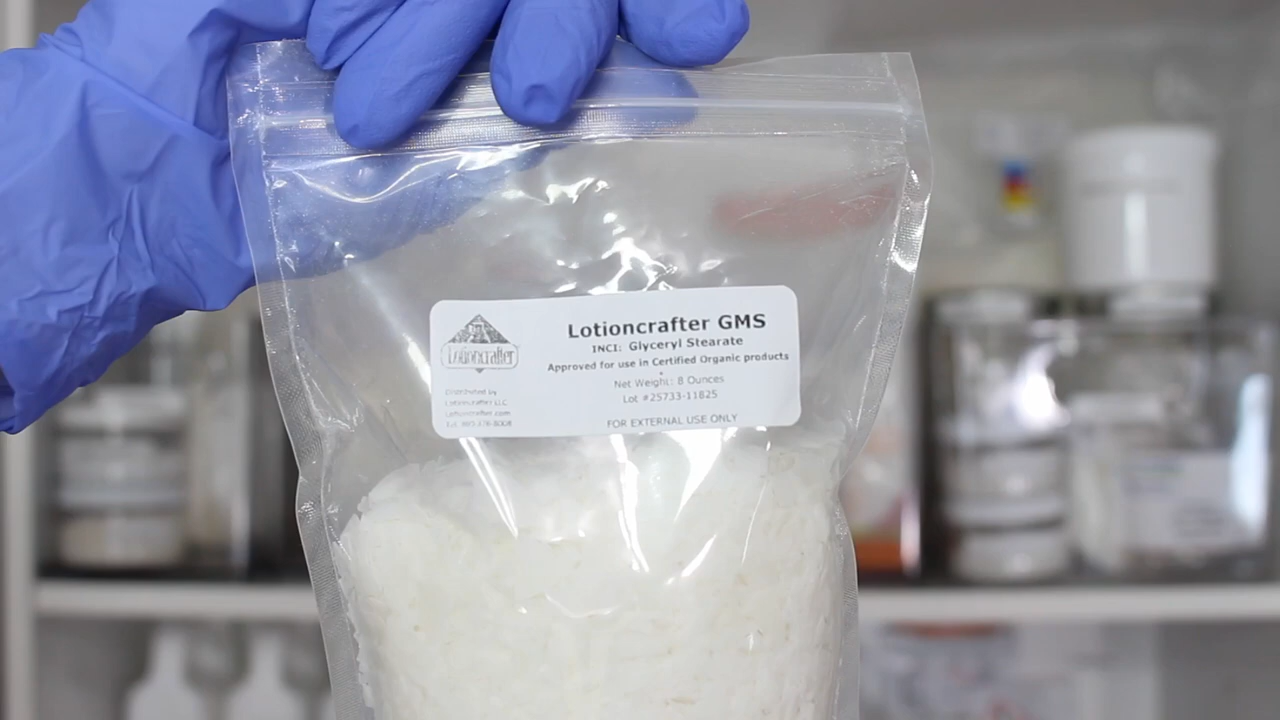 Lotioncrafter GMS
INCI: Glyceryl Stearate
Approved for use in Certified Organic products
Net Weight: 8 Ounces
Lot #25733-11825
FOR EXTERNAL USE ONLY
Lotioncrafter
Distributed by
Lotioncrafter LLC
Lotioncrafter.com